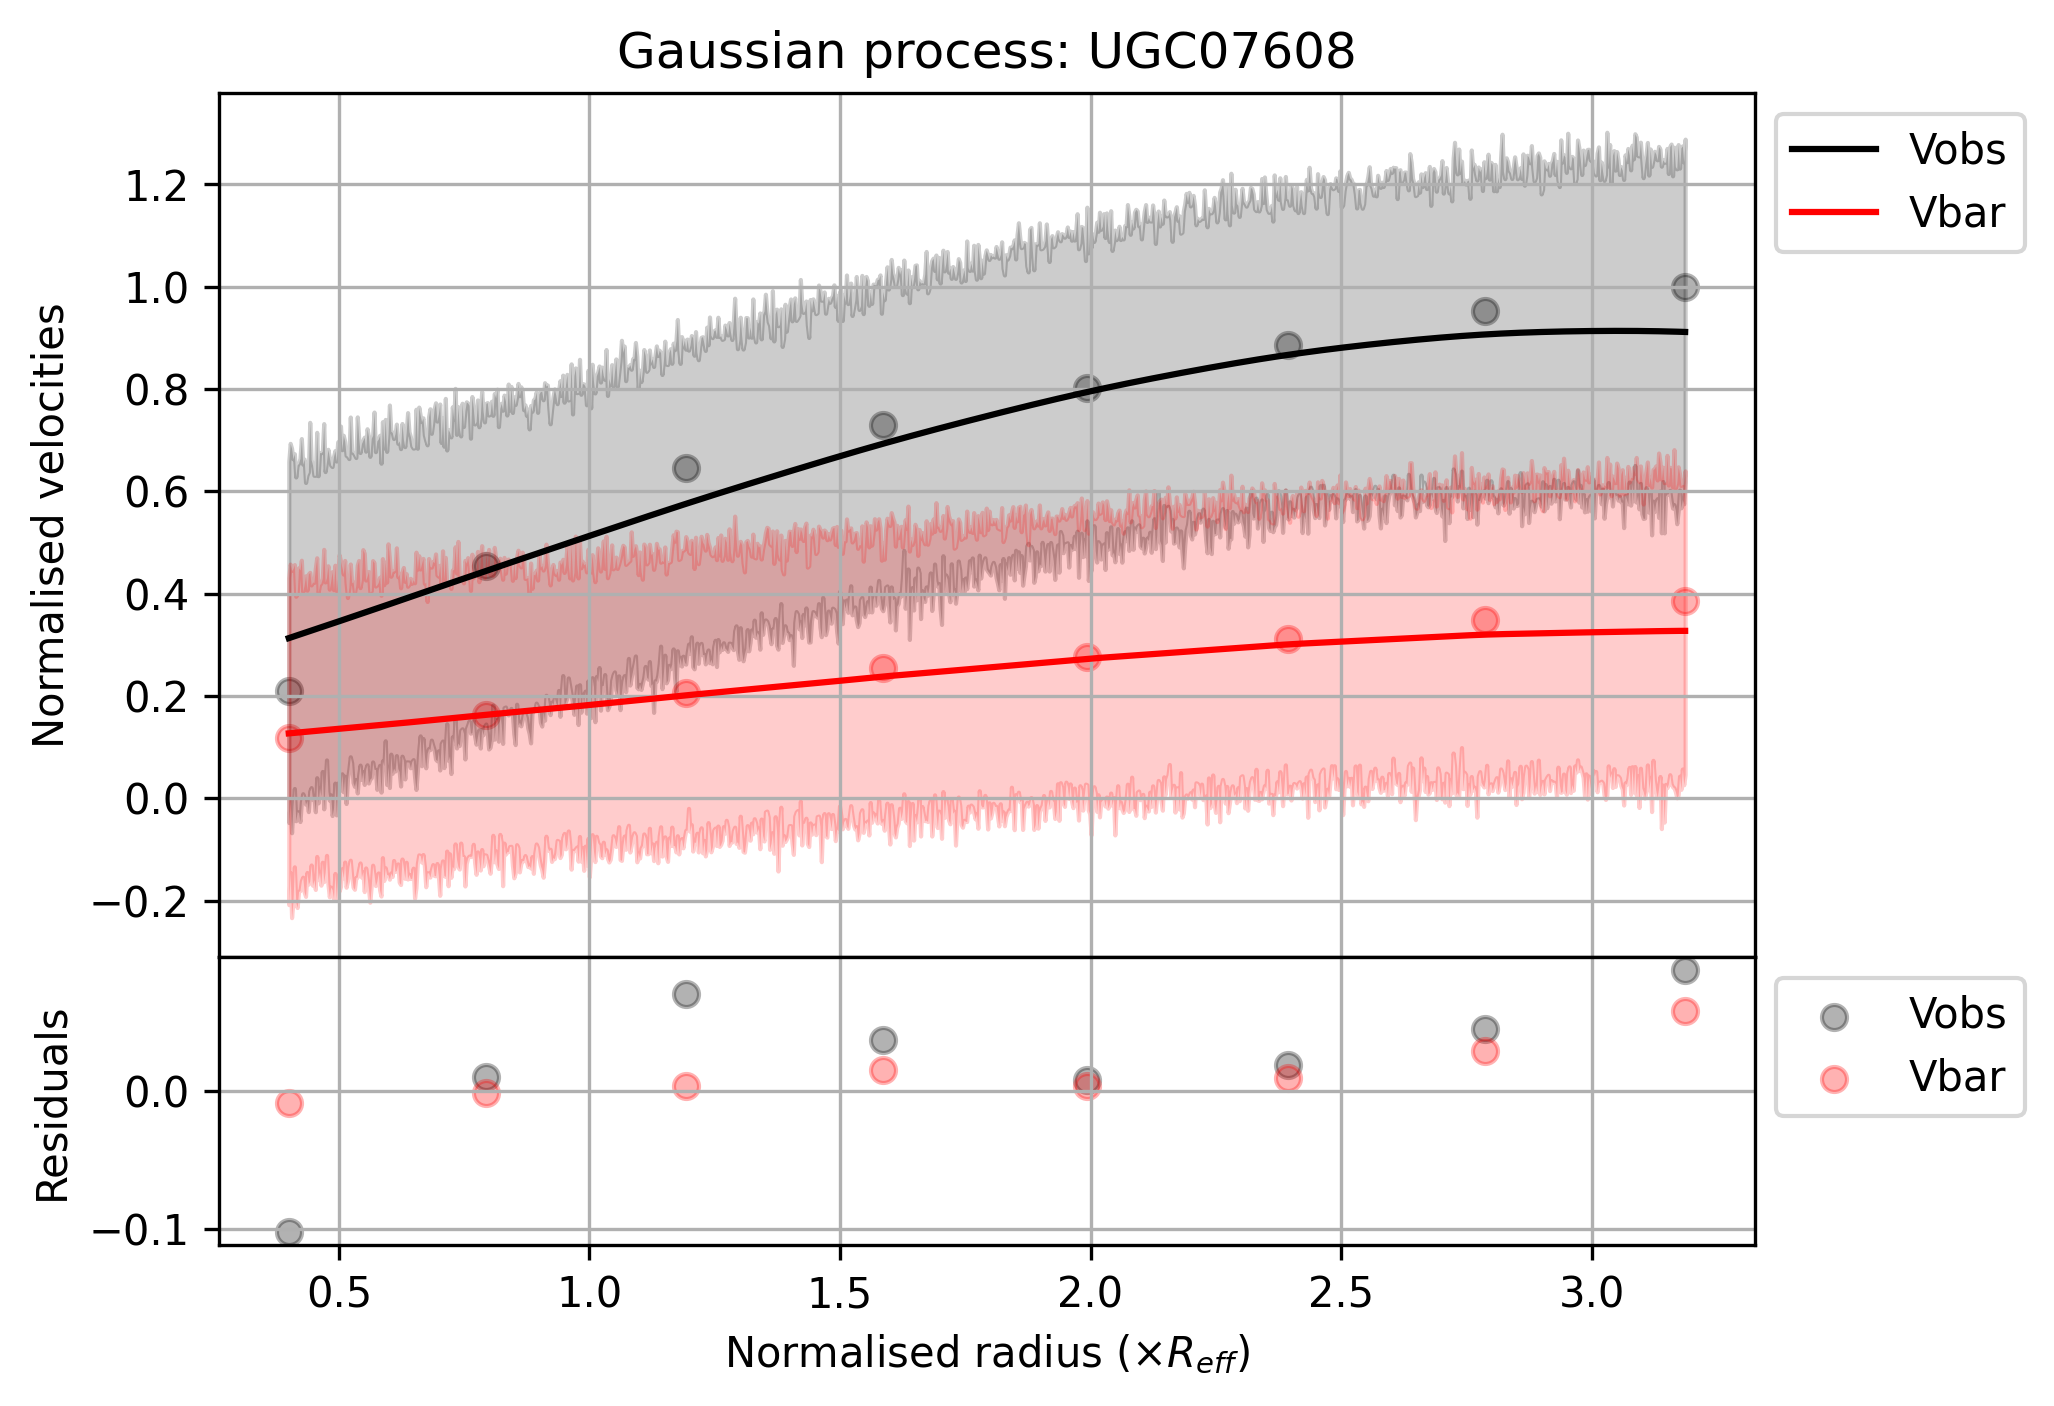 Gaussian process: UGC07608
Normalised velocities
1.2
1.0
0.8
0.6
0.4
0.2
0.0
−0.2
Vobs
Vbar
Residuals
0.0
−0.1
Vobs
Vbar
0.5 1.0 1.5 2.0 2.5 3.0
Normalised radius (×R_{eff})